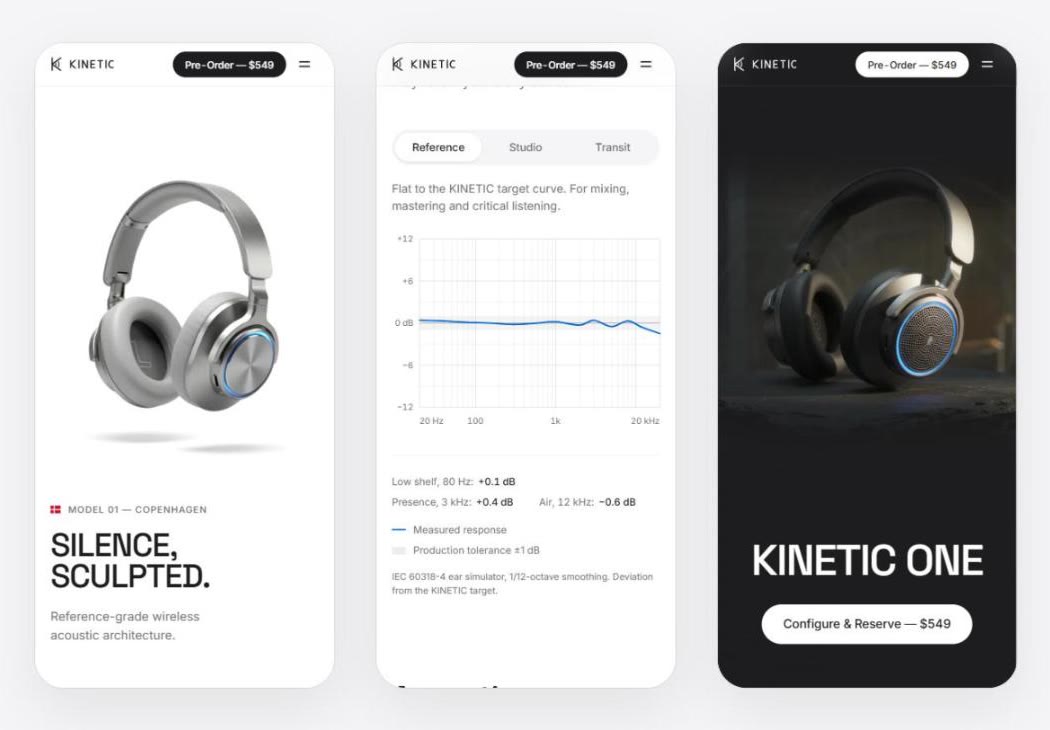 KINETIC
Pre-Order — $549
MODEL 01 — COPENHAGEN
SILENCE,
SCULPTED.
Reference-grade wireless
acoustic architecture.
KINETIC
Pre-Order — $549
Reference
Studio
Transit
Flat to the KINETIC target curve. For mixing,
mastering and critical listening.
+12
+6
0 dB
−6
−12
20 Hz
100
1k
20 kHz
Low shelf, 80 Hz: +0.1 dB
Presence, 3 kHz: +0.4 dB
Air, 12 kHz: −0.6 dB
Measured response
Production tolerance ±1 dB
IEC 60318-4 ear simulator, 1/12-octave smoothing. Deviation
from the KINETIC target.
KINETIC
Pre-Order — $549
KINETIC ONE
Configure & Reserve — $549